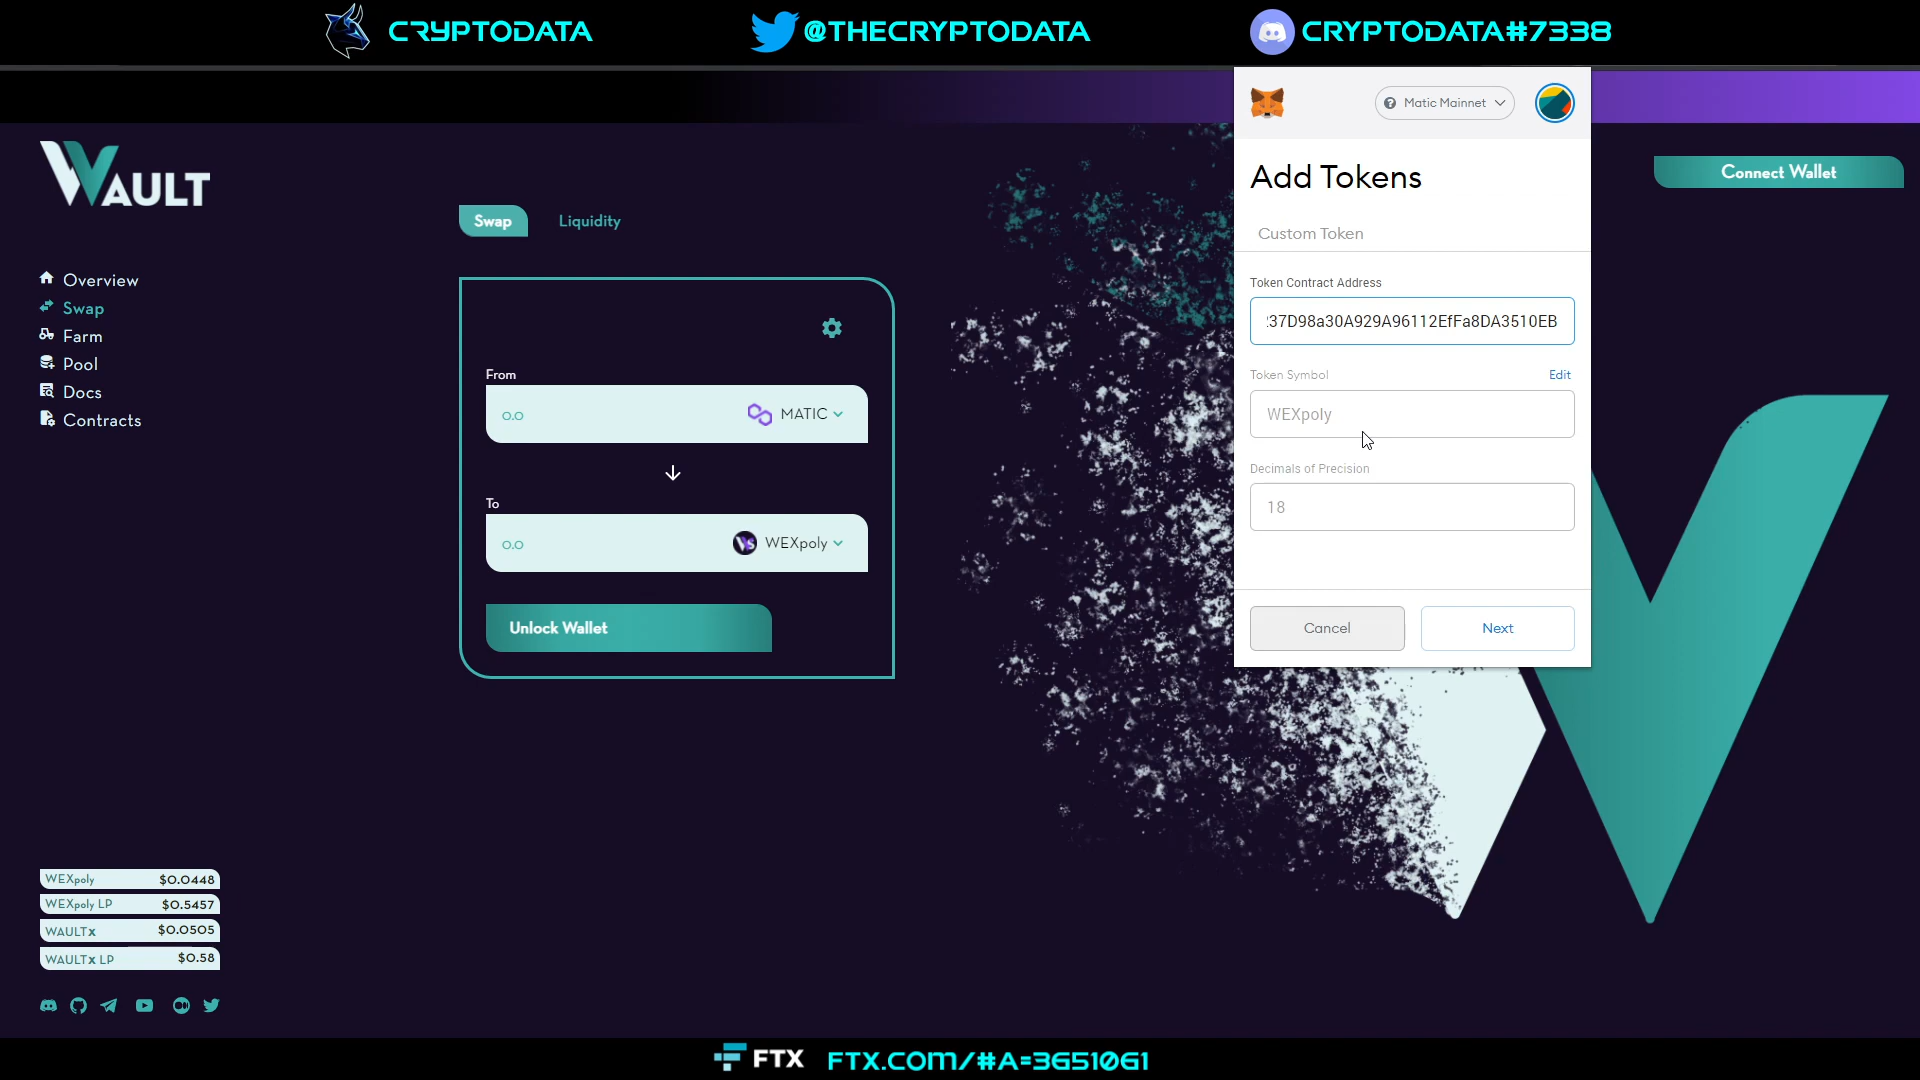 CRYPTODATA
@THECRYPTODATA
CRYPTODATA#7338
WAULT
Overview
Swap
Farm
Pool
Docs
Contracts
Swap
Liquidity
From
0.0
MATIC
To
0.0
WEXpoly
Unlock Wallet
Matic Mainnet
Add Tokens
Custom Token
Token Contract Address
37D98a30A929A96112EfFa8DA3510EB
Token Symbol
Edit
WEXpoly
Decimals of Precision
18
Cancel
Next
Connect Wallet
WEXpoly $0.0448
WEXpoly LP $0.5457
WAULTx $0.0505
WAULTx LP $0.58
FTX
FTX.COM/#A=3651061